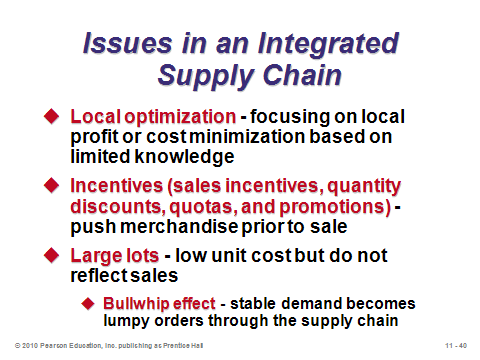 Issues in an Integrated
Supply Chain
Local optimization - focusing on local
profit or cost minimization based on
limited knowledge
Incentives (sales incentives, quantity
discounts, quotas, and promotions) -
push merchandise prior to sale
Large lots - low unit cost but do not
reflect sales
Bullwhip effect - stable demand becomes
lumpy orders through the supply chain
© 2010 Pearson Education, Inc. publishing as Prentice Hall
11 - 40